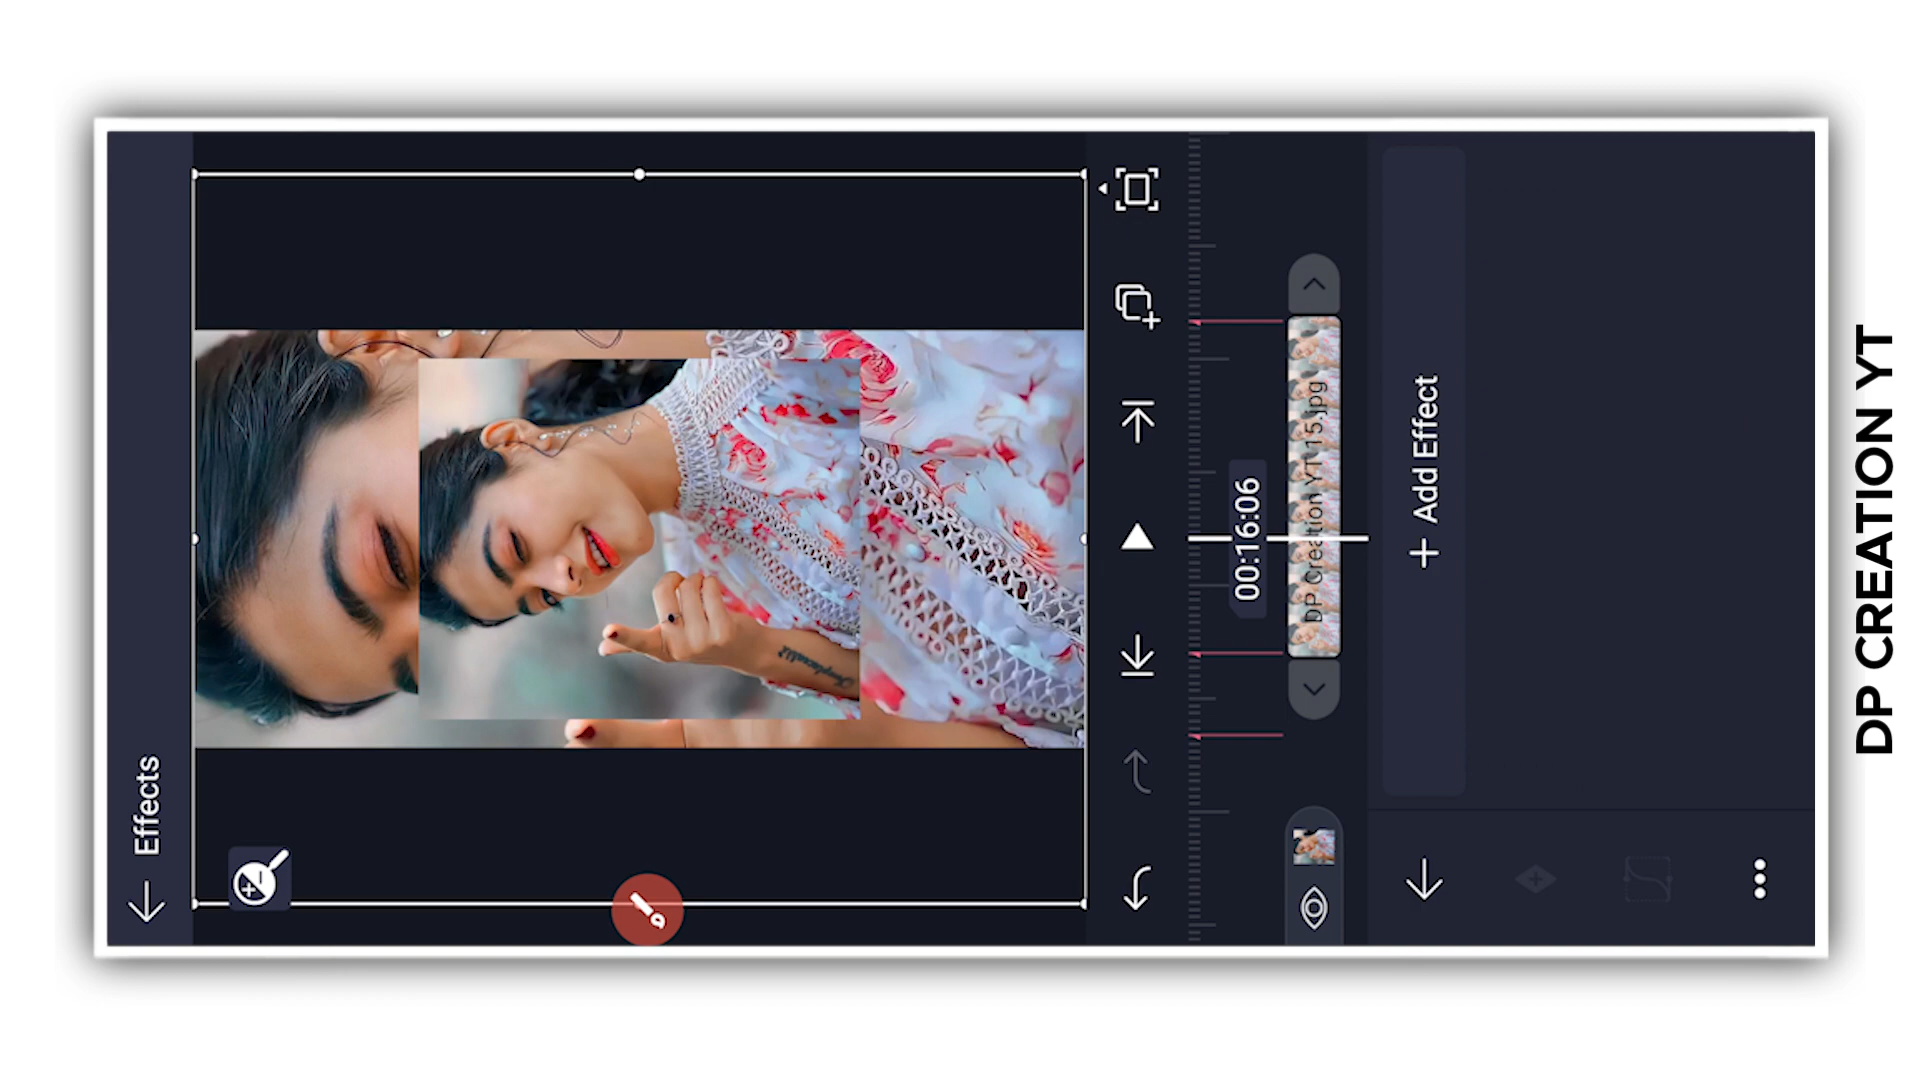 Effects
00:16:06
DP Creation YT 15.jpg
+ Add Effect
DP CREATION YT